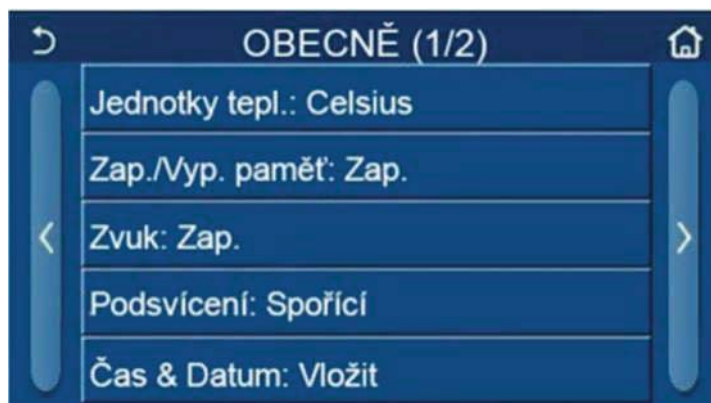 OBECNĚ (1/2)
Jednotky tepl.: Celsius
Zap./Vyp. paměť: Zap.
Zvuk: Zap.
Podsvícení: Spořící
Čas & Datum: Vložit